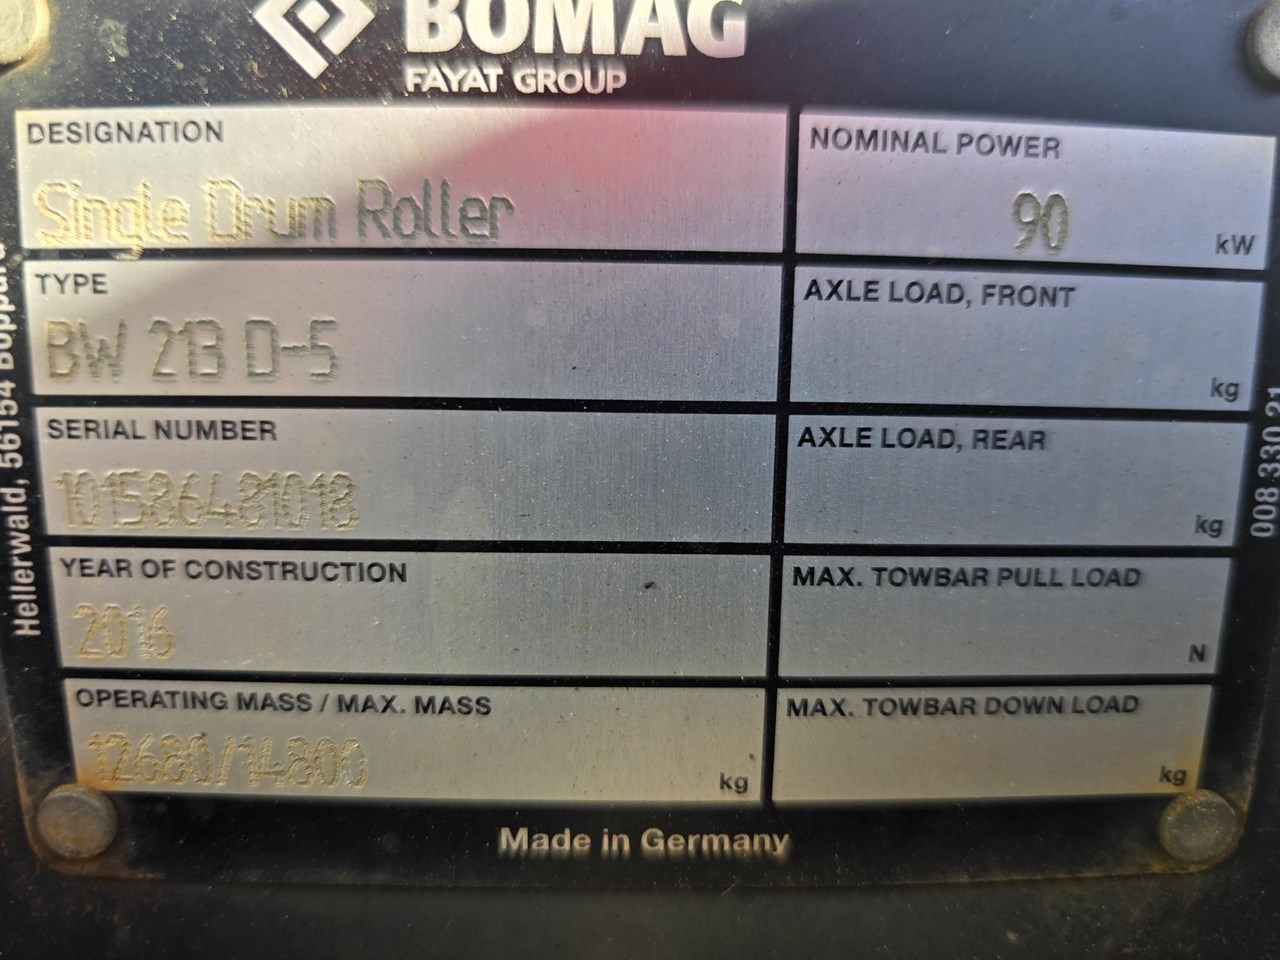 BOMAG
FAYAT GROUP
DESIGNATION
Single Drum Roller
NOMINAL POWER
90
kW
TYPE
BW 213 D-5
AXLE LOAD, FRONT
kg
SERIAL NUMBER
101586481018
AXLE LOAD, REAR
kg
YEAR OF CONSTRUCTION
2016
MAX. TOWBAR PULL LOAD
N
OPERATING MASS / MAX. MASS
12680/14800
kg
MAX. TOWBAR DOWN LOAD
kg
Made in Germany
Hellerwald, 56154 Boppard
008 330 21